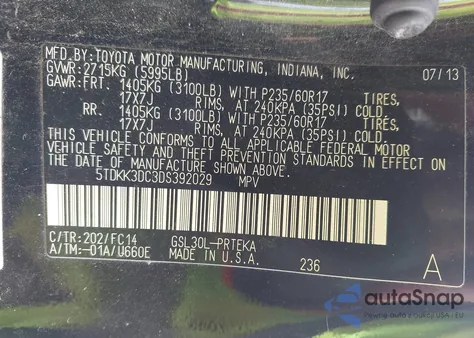 MFD.BY:TOYOTA MOTOR MANUFACTURING, INDIANA, INC. 07/13
GVWR: 2715KG (5995LB)
GAWR:FRT. 1405KG (3100LB) WITH P235/60R17 TIRES,
17X7J RIMS, AT 240KPA (35PSI) COLD
RR. 1405KG (3100LB) WITH P235/60R17 TIRES,
17X7J RIMS, AT 240KPA (35PSI) COLD
THIS VEHICLE CONFORMS TO ALL APPLICABLE FEDERAL MOTOR
VEHICLE SAFETY AND THEFT PREVENTION STANDARDS IN EFFECT
ON THE DATE OF MANUFACTURE SHOWN ABOVE.
5TDKK3DC3DS392029 MPV
C/TR:202/FC14 GSL30L-PRTEKA
A/TM:-01A/U660E MADE IN U.S.A. 236 A
autoSnap